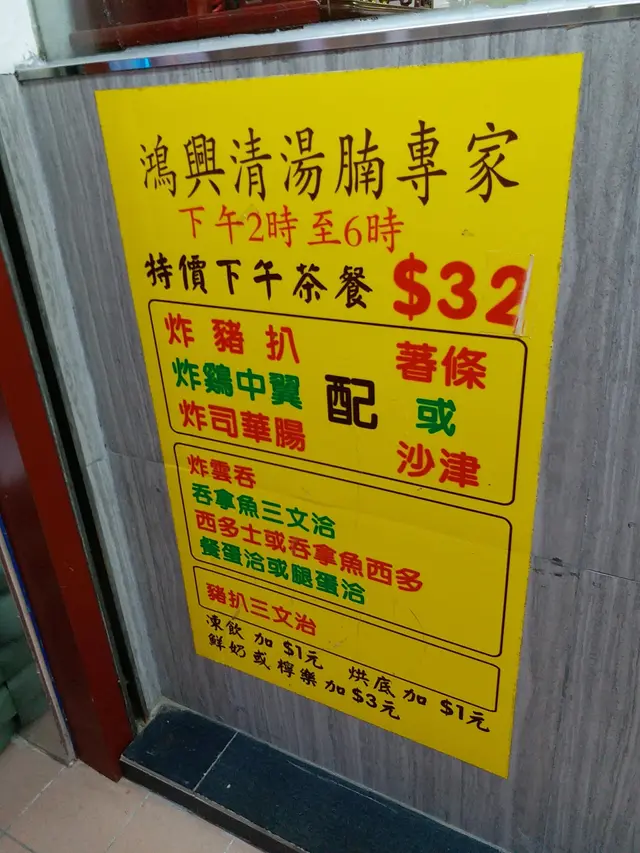 鴻興清湯腩專家
下午2時至6時
特價下午茶餐 $32
炸豬扒
炸鷄中翼
炸司華腸
配
薯條
或
沙津
炸雲吞
吞拿魚三文治
西多士或吞拿魚西多
餐蛋治或腿蛋治
豬扒三文治
凍飲加$1元 烘底加$1元
鮮奶或檸樂加$3元